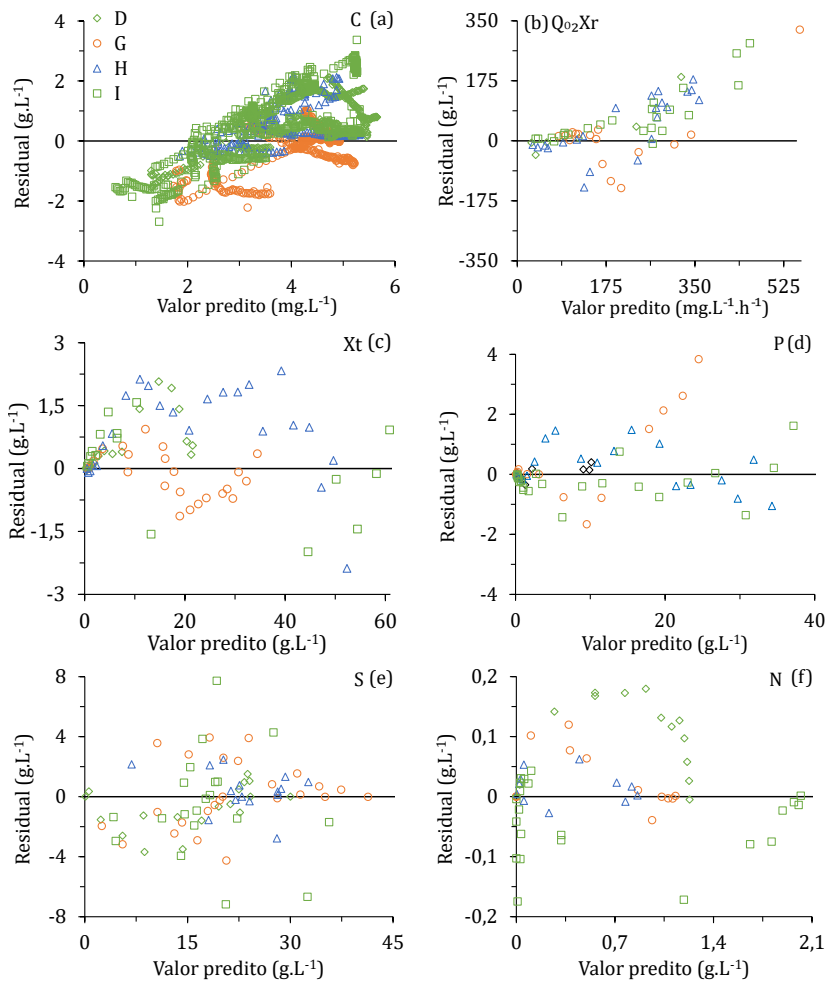 D
G
H
I
C (a)
4
2
0
-2
-4
0
2
4
6
Residual (g.L⁻¹)
Valor predito (mg.L⁻¹)
(b) Qo₂Xr
350
175
0
-175
-350
0
175
350
525
Residual (g.L⁻¹)
Valor predito (mg.L⁻¹.h⁻¹)
Xt (c)
3
1,5
0
-1,5
-3
0
20
40
60
Residual (g.L⁻¹)
Valor predito (g.L⁻¹)
P (d)
4
2
0
-2
-4
0
20
40
Residual (g.L⁻¹)
Valor predito (g.L⁻¹)
S (e)
8
4
0
-4
-8
0
15
30
45
Residual (g.L⁻¹)
Valor predito (g.L⁻¹)
N (f)
0,2
0,1
0
-0,1
-0,2
0
0,7
1,4
2,1
Residual (g.L⁻¹)
Valor predito (g.L⁻¹)